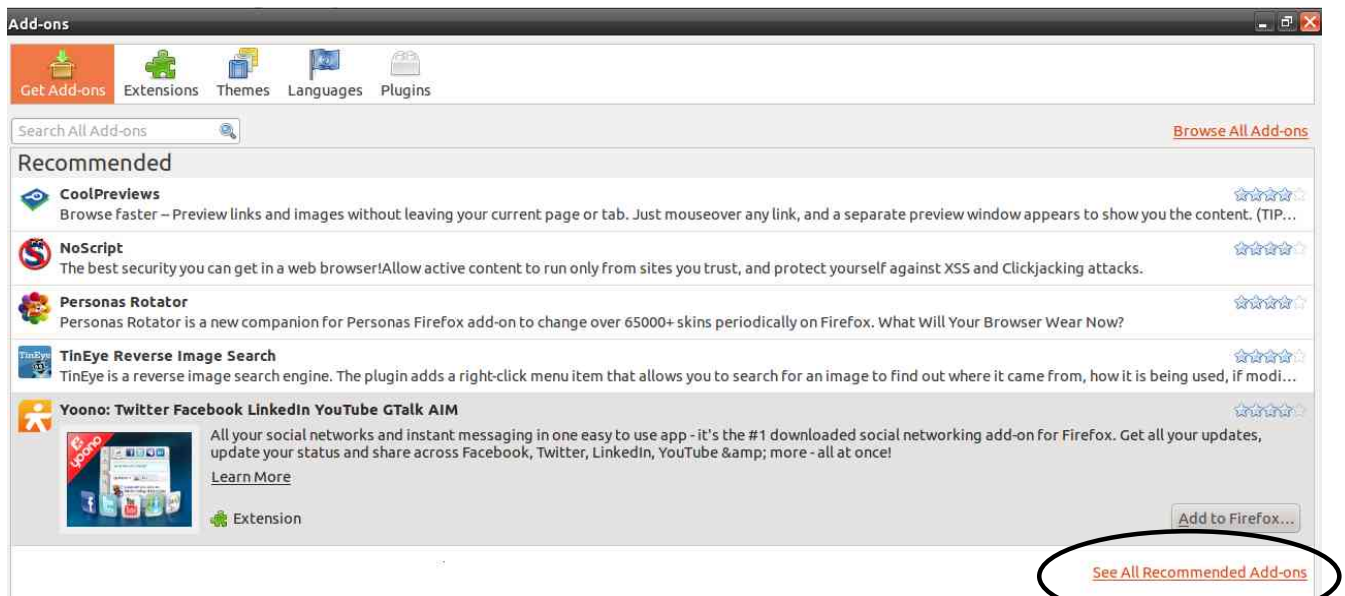 Add-ons
Get Add-ons Extensions Themes Languages Plugins
Search All Add-ons Browse All Add-ons
Recommended
CoolPreviews
Browse faster – Preview links and images without leaving your current page or tab. Just mouseover any link, and a separate preview window appears to show you the content. (TIP...
NoScript
The best security you can get in a web browser!Allow active content to run only from sites you trust, and protect yourself against XSS and Clickjacking attacks.
Personas Rotator
Personas Rotator is a new companion for Personas Firefox add-on to change over 65000+ skins periodically on Firefox. What Will Your Browser Wear Now?
TinEye
TinEye Reverse Image Search
TinEye is a reverse image search engine. The plugin adds a right-click menu item that allows you to search for an image to find out where it came from, how it is being used, if modi...
Yoono: Twitter Facebook LinkedIn YouTube GTalk AIM
yoono
All your social networks and instant messaging in one easy to use app - it's the #1 downloaded social networking add-on for Firefox. Get all your updates,
update your status and share across Facebook, Twitter, LinkedIn, YouTube &amp; more - all at once!
Learn More
Extension Add to Firefox...
See All Recommended Add-ons